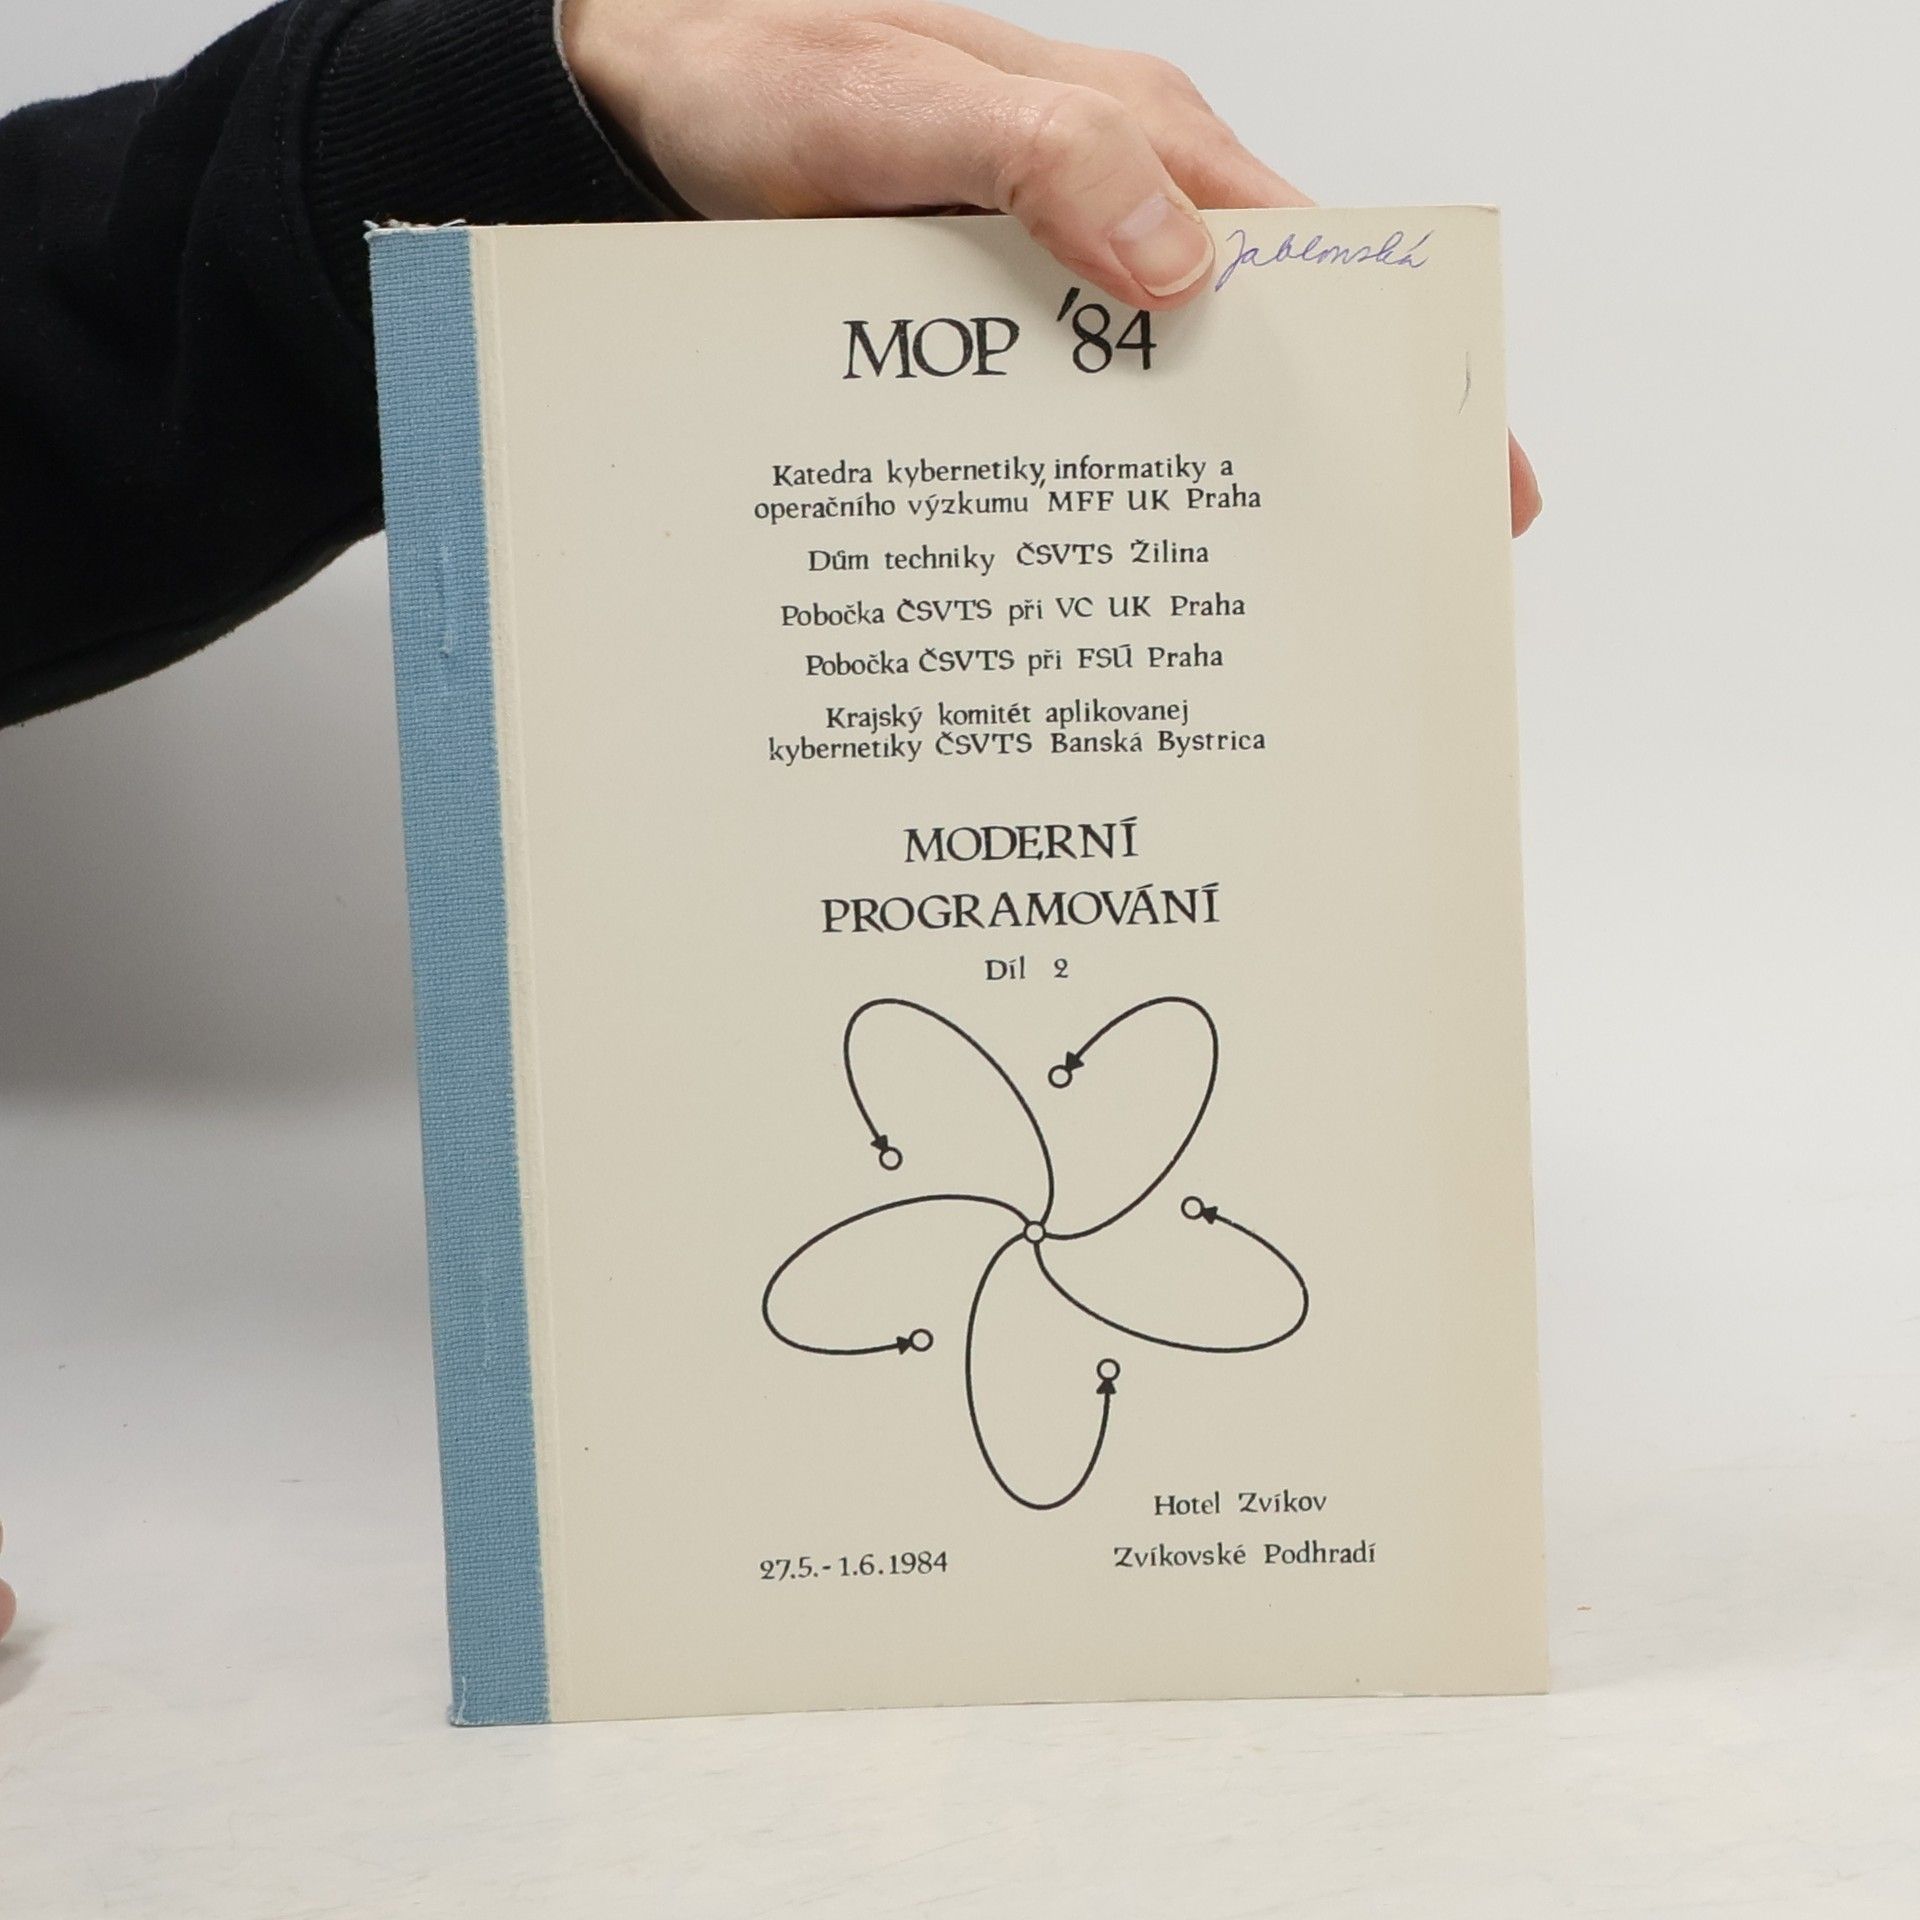 Jablonská
MOP '84
Katedra kybernetiky, informatiky a
operačního výzkumu MFF UK Praha
Dům techniky ČSVTS Žilina
Pobočka ČSVTS při VC UK Praha
Pobočka ČSVTS při FSÚ Praha
Krajský komitét aplikovanej
kybernetiky ČSVTS Banská Bystrica
MODERNÍ
PROGRAMOVÁNÍ
Díl 2
Hotel Zvíkov
27.5.-1.6.1984 Zvíkovské Podhradí